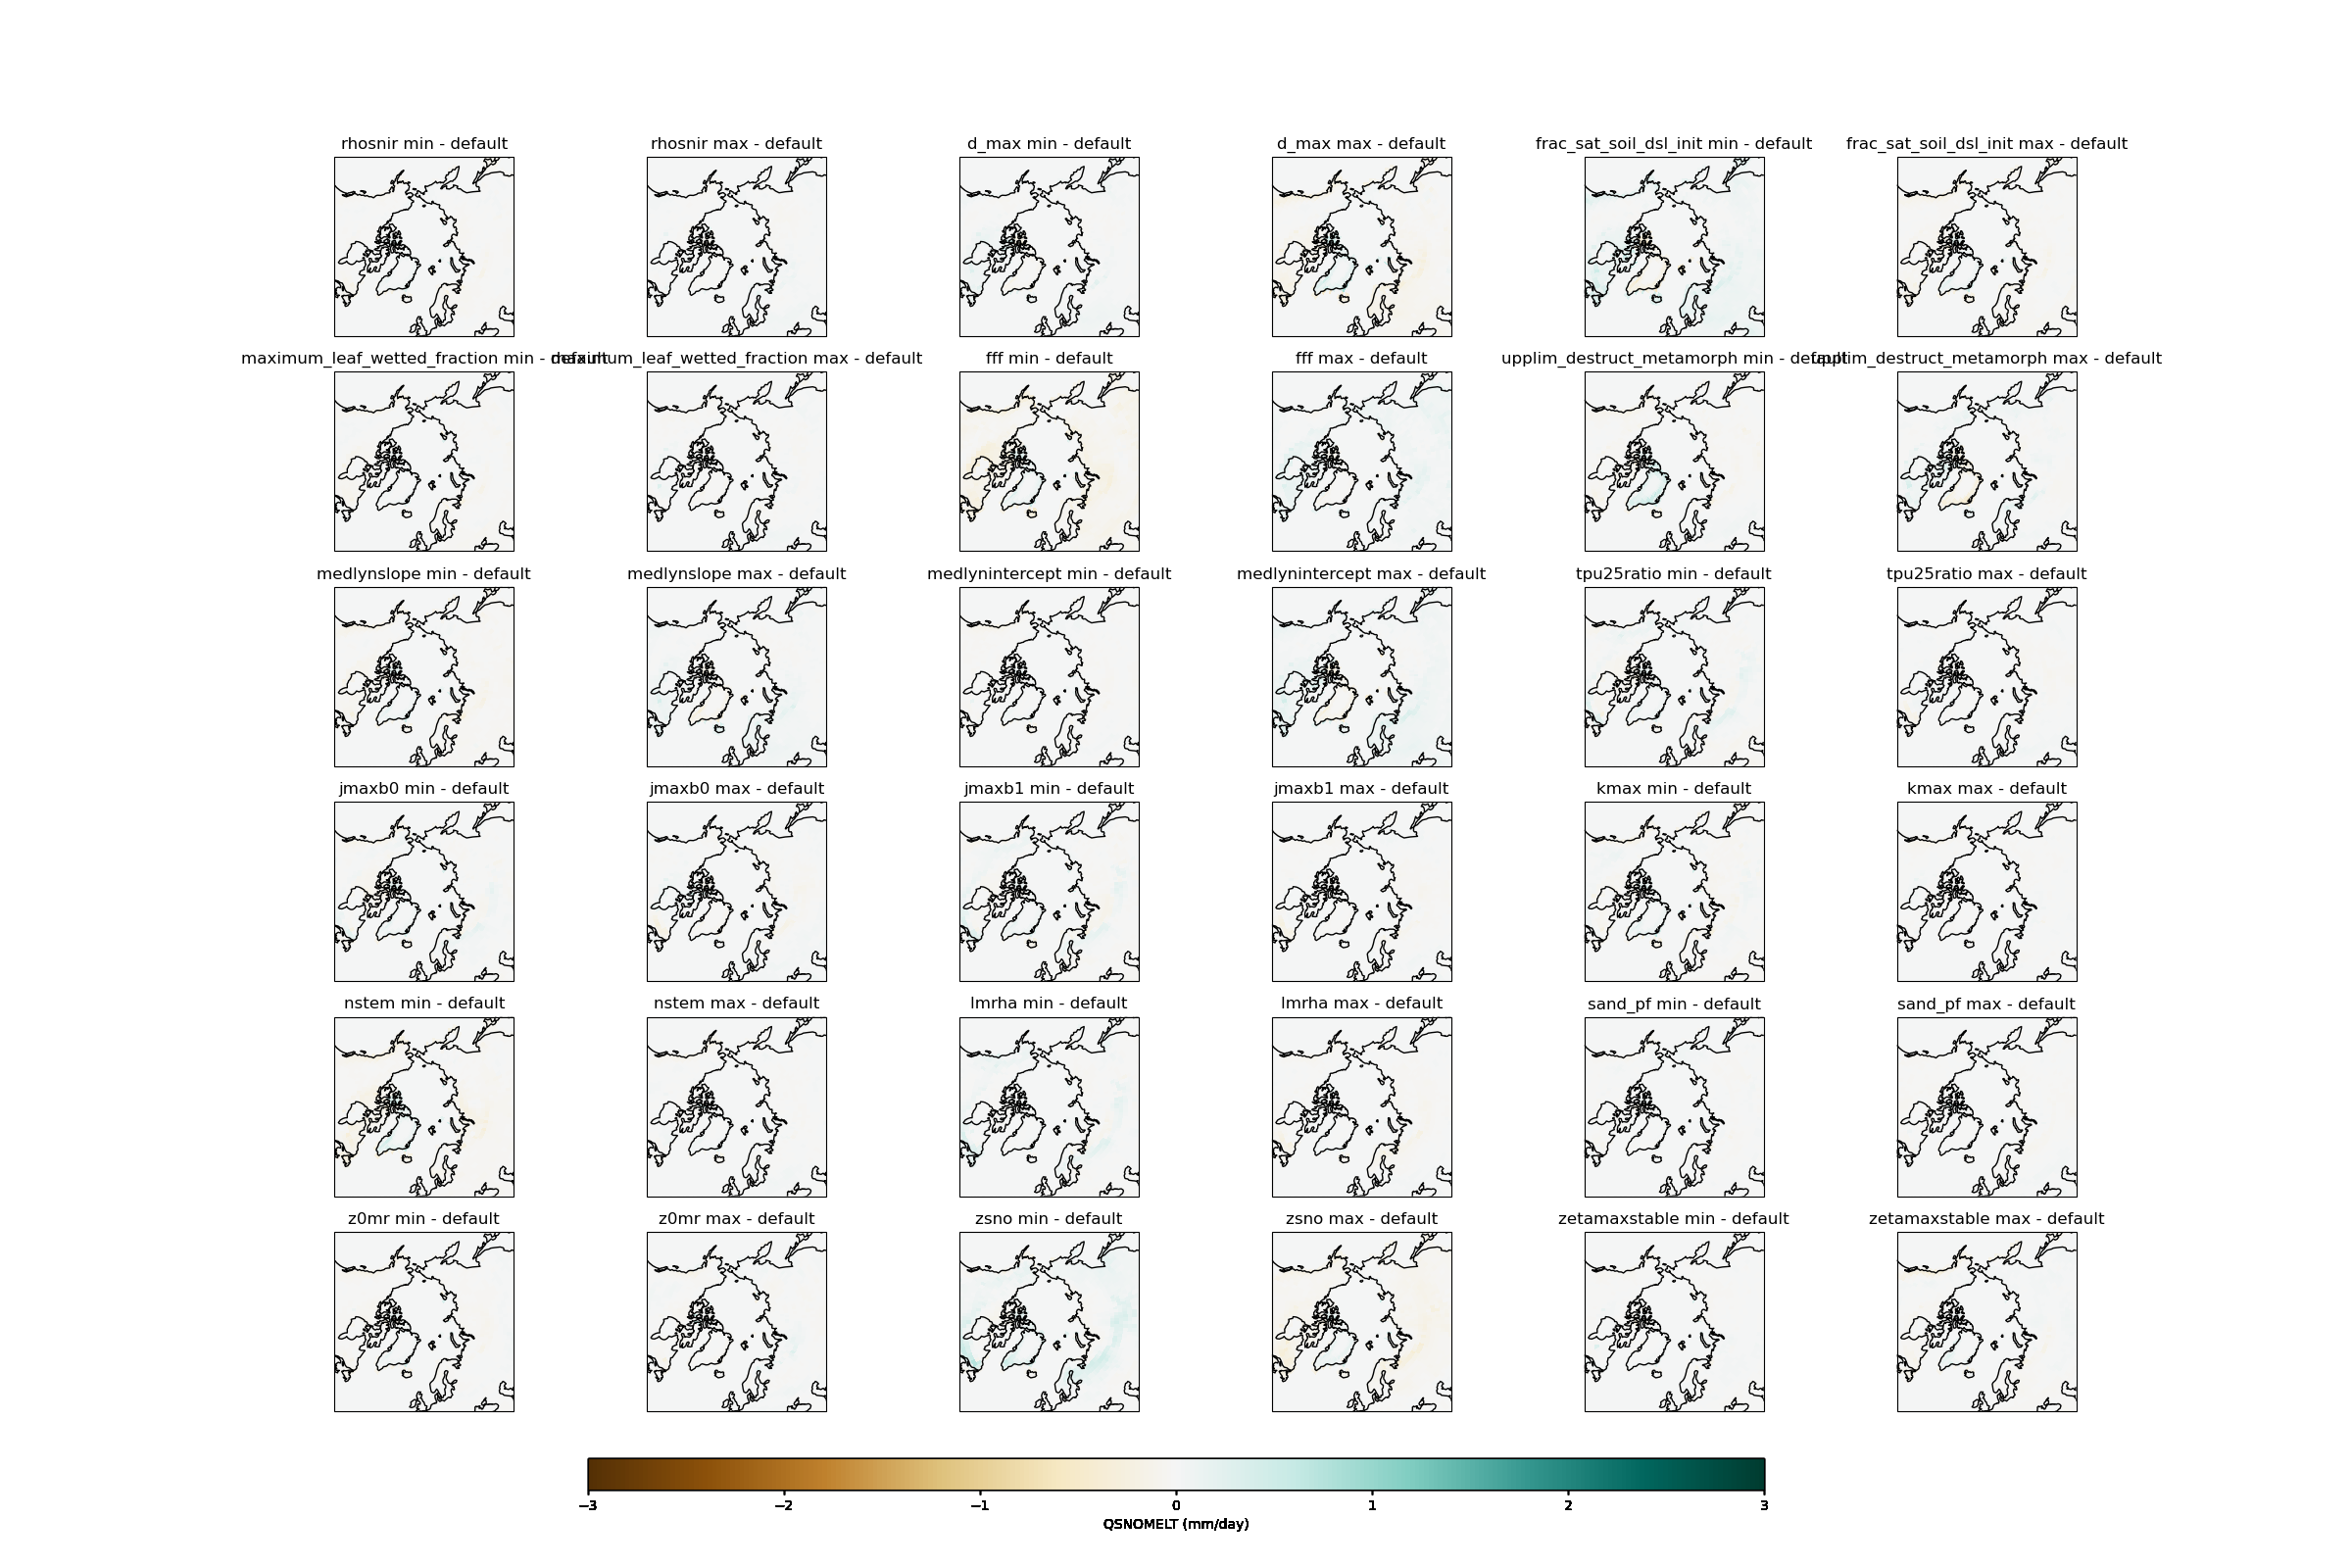 rhosnir min - default
rhosnir max - default
d_max min - default
d_max max - default
frac_sat_soil_dsl_init min - default
frac_sat_soil_dsl_init max - default
maximum_leaf_wetted_fraction min - default
maximum_leaf_wetted_fraction max - default
fff min - default
fff max - default
upplim_destruct_metamorph min - default
upplim_destruct_metamorph max - default
medlynslope min - default
medlynslope max - default
medlynintercept min - default
medlynintercept max - default
tpu25ratio min - default
tpu25ratio max - default
jmaxb0 min - default
jmaxb0 max - default
jmaxb1 min - default
jmaxb1 max - default
kmax min - default
kmax max - default
nstem min - default
nstem max - default
lmrha min - default
lmrha max - default
sand_pf min - default
sand_pf max - default
z0mr min - default
z0mr max - default
zsno min - default
zsno max - default
zetamaxstable min - default
zetamaxstable max - default
−3 −2 −1 0 1 2 3
QSNOMELT (mm/day)